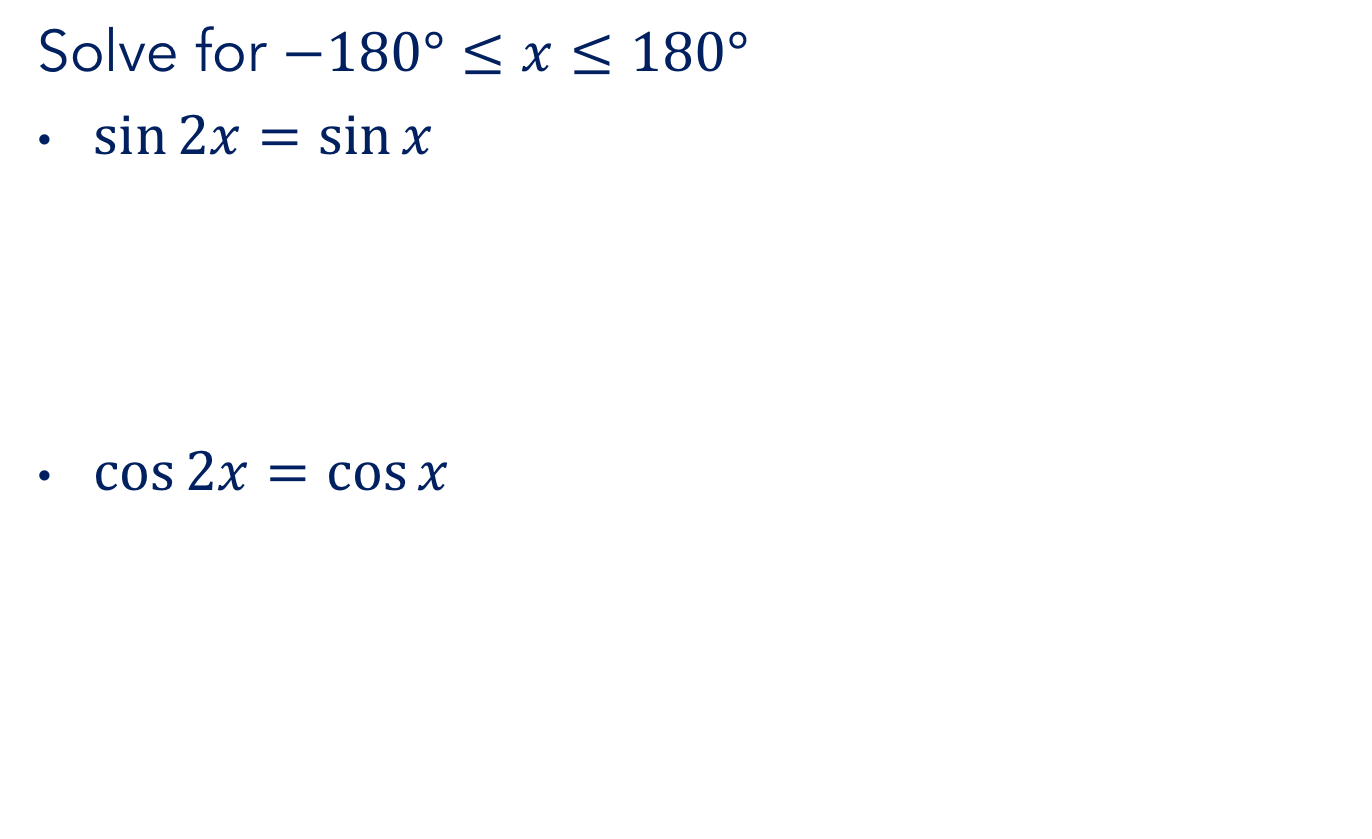 Solve for −180° ≤ x ≤ 180°
• sin 2x = sin x
• cos 2x = cos x